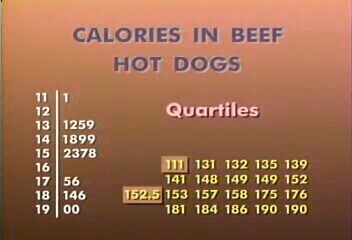 CALORIES IN BEEF
HOT DOGS
11 | 1
12 |
13 | 1259
14 | 1899
15 | 2378
16 |
17 | 56
18 | 146
19 | 00
Quartiles
111 131 132 135 139
141 148 149 149 152
152.5 153 157 158 175 176
181 184 186 190 190